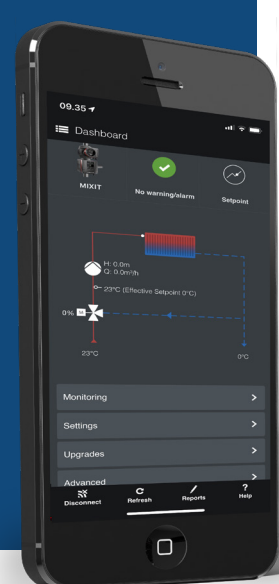 09.35
Dashboard
MIXIT
No warning/alarm
Setpoint
H: 0.0m
Q: 0.0m³/h
23°C (Effective Setpoint 0°C)
0% M
23°C
0°C
Monitoring
Settings
Upgrades
Advanced
Disconnect
Refresh
Reports
?
Help